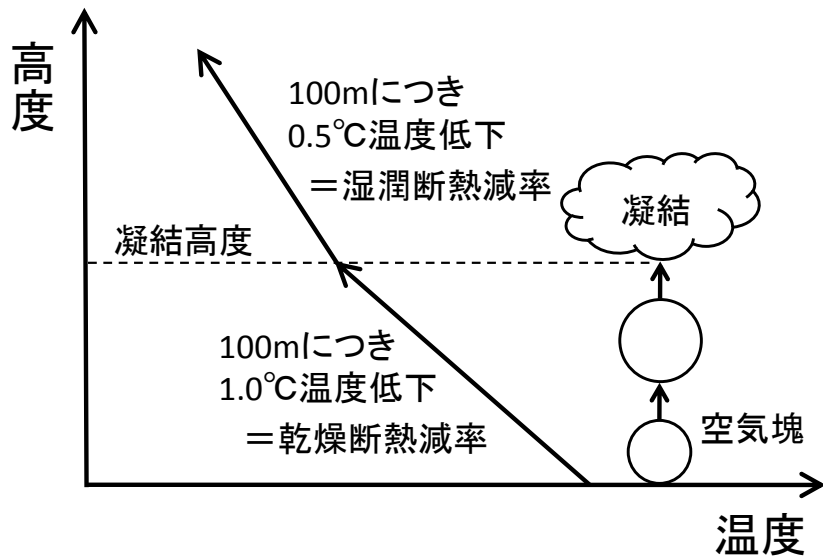 高度
100mにつき
0.5℃温度低下
＝湿潤断熱減率
凝結
凝結高度
100mにつき
1.0℃温度低下
＝乾燥断熱減率
空気塊
温度